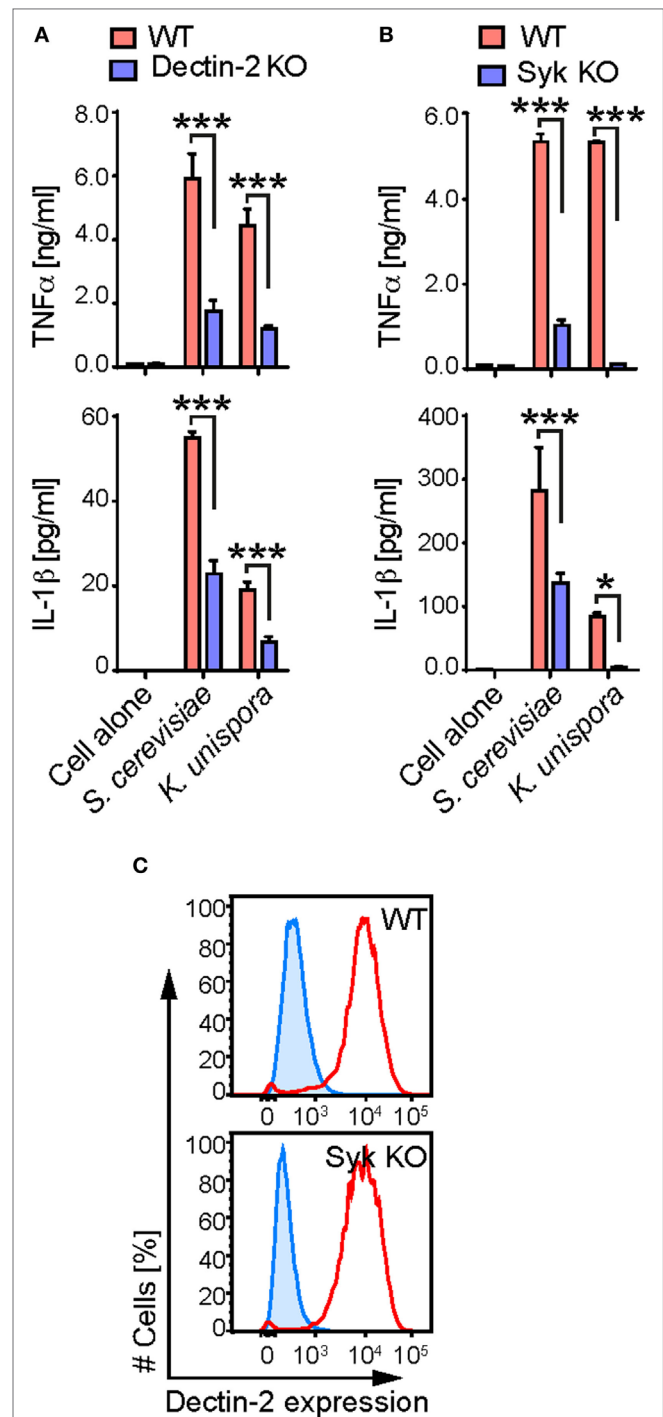 A
WT
Dectin-2 KO
TNFα [ng/ml]
8.0
6.0
4.0
2.0
0.0
***
***
IL-1β [pg/ml]
60
40
20
0
***
***
Cell alone
S. cerevisiae
K. unispora
B
WT
Syk KO
TNFα [ng/ml]
6.0
4.0
2.0
0.0
***
***
IL-1β [pg/ml]
400
300
200
100
0.0
***
*
Cell alone
S. cerevisiae
K. unispora
C
WT
100
80
60
40
20
0
0 10³ 10⁴ 10⁵
Syk KO
100
80
60
40
20
0
0 10³ 10⁴ 10⁵
# Cells [%]
Dectin-2 expression